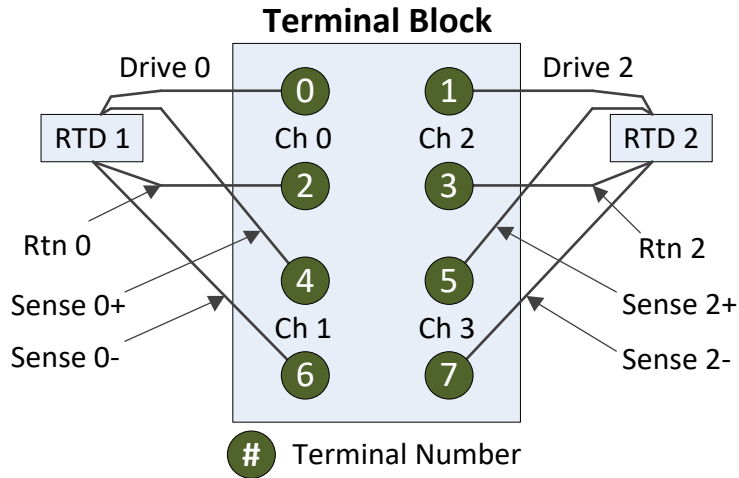 Terminal Block
Drive 0
Drive 2
0
1
RTD 1
Ch 0
Ch 2
RTD 2
2
3
Rtn 0
Rtn 2
4
5
Sense 0+
Sense 2+
Ch 1
Ch 3
Sense 0-
Sense 2-
6
7
# Terminal Number